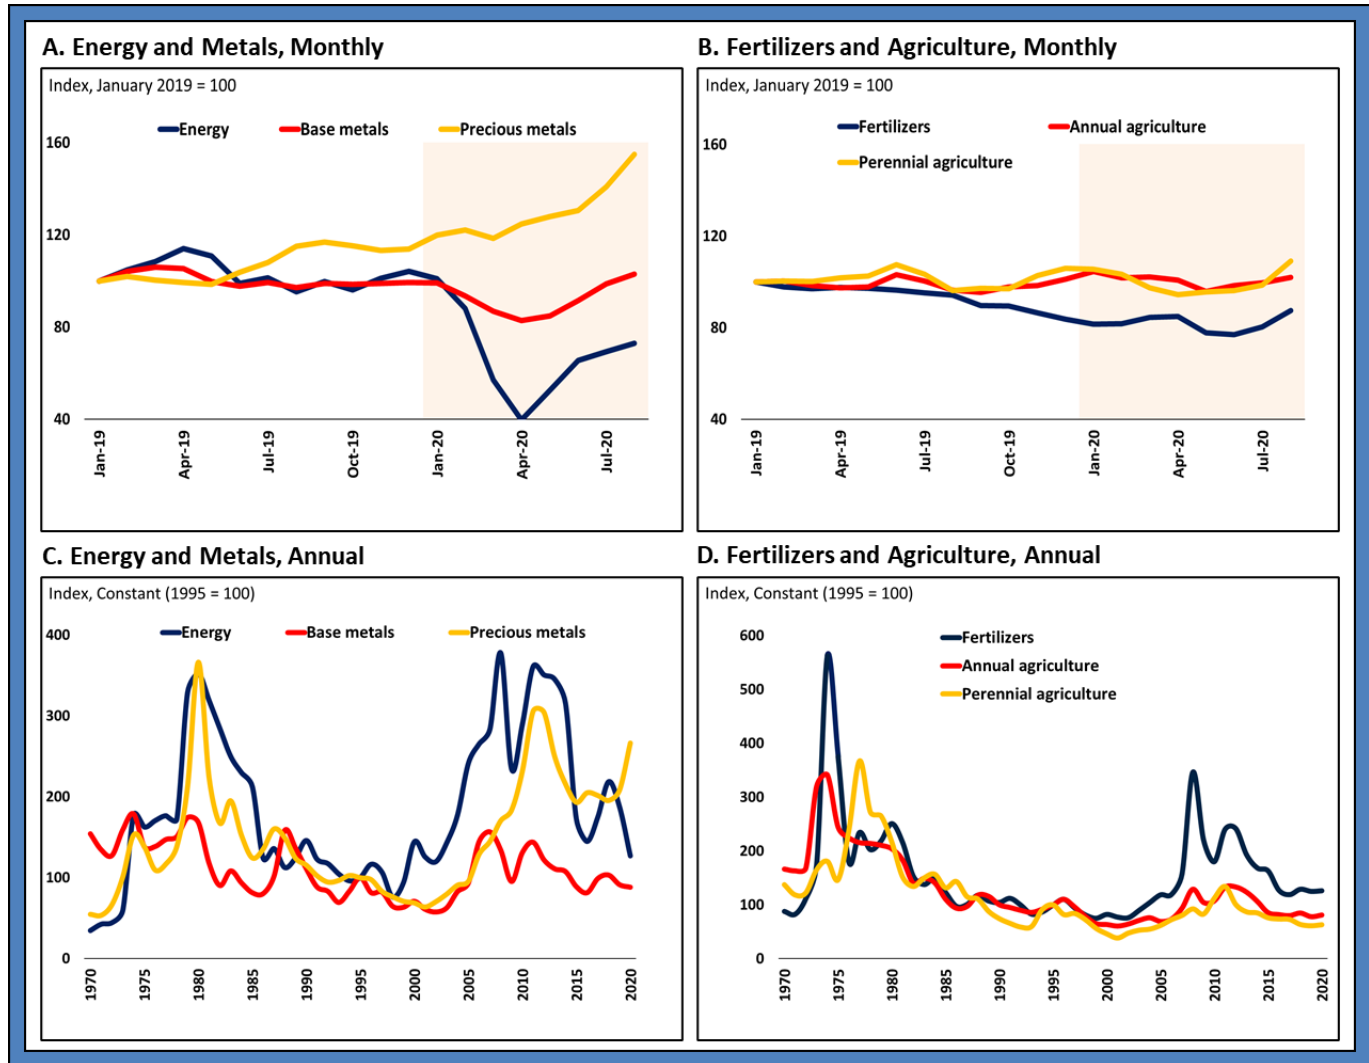 A. Energy and Metals, Monthly
Index, January 2019 = 100
Energy Base metals Precious metals
160
120
80
40
Jan-19 Apr-19 Jul-19 Oct-19 Jan-20 Apr-20 Jul-20
B. Fertilizers and Agriculture, Monthly
Index, January 2019 = 100
Fertilizers Annual agriculture
Perennial agriculture
160
120
80
40
Jan-19 Apr-19 Jul-19 Oct-19 Jan-20 Apr-20 Jul-20
C. Energy and Metals, Annual
Index, Constant (1995 = 100)
Energy Base metals Precious metals
400
300
200
100
0
1970 1975 1980 1985 1990 1995 2000 2005 2010 2015 2020
D. Fertilizers and Agriculture, Annual
Index, Constant (1995 = 100)
Fertilizers
Annual agriculture
Perennial agriculture
600
500
400
300
200
100
0
1970 1975 1980 1985 1990 1995 2000 2005 2010 2015 2020